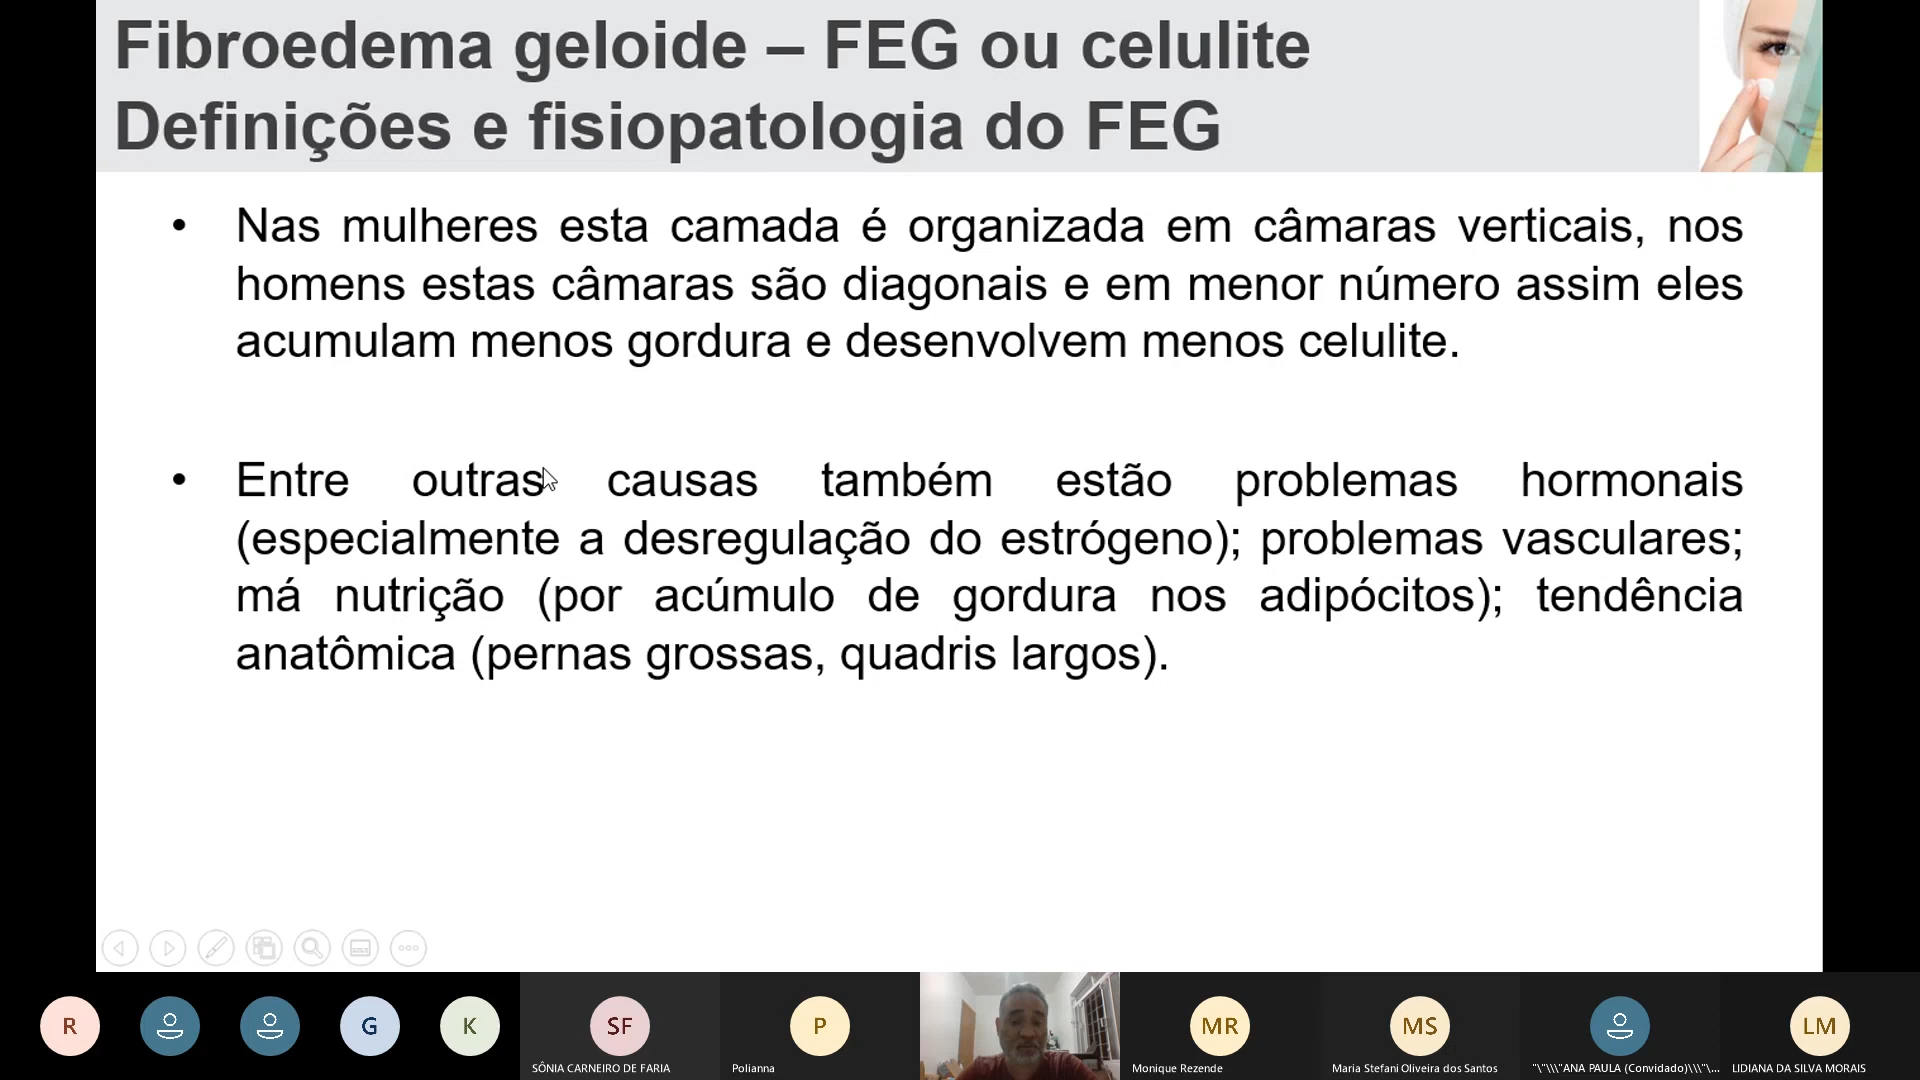 Fibroedema geloide – FEG ou celulite
Definições e fisiopatologia do FEG
• Nas mulheres esta camada é organizada em câmaras verticais, nos
homens estas câmaras são diagonais e em menor número assim eles
acumulam menos gordura e desenvolvem menos celulite.
• Entre outras causas também estão problemas hormonais
(especialmente a desregulação do estrógeno); problemas vasculares;
má nutrição (por acúmulo de gordura nos adipócitos); tendência
anatômica (pernas grossas, quadris largos).
R
G
K
SF
P
MR
MS
LM
SÔNIA CARNEIRO DE FARIA
Polianna
Monique Rezende
Maria Stefani Oliveira dos Santos
"\"\\\"ANA PAULA (Convidado)\\\"\...
LIDIANA DA SILVA MORAIS